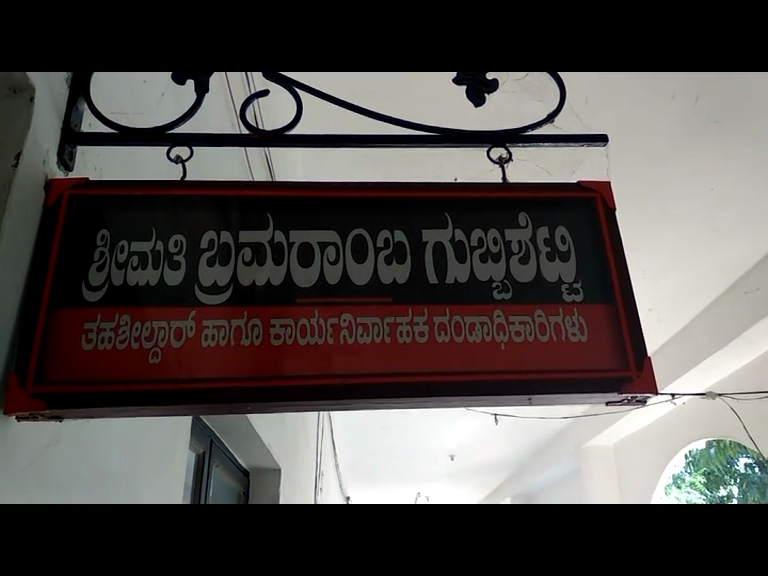 ಶ್ರೀಮತಿ ಬ್ರಮರಾಂಬ ಗುಬ್ಬಿಶೆಟ್ಟಿ
ತಹಶೀಲ್ದಾರ್ ಹಾಗೂ ಕಾರ್ಯನಿರ್ವಾಹಕ ದಂಡಾಧಿಕಾರಿಗಳು